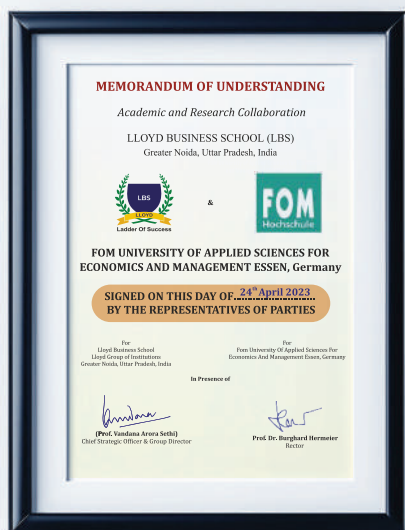 MEMORANDUM OF UNDERSTANDING
Academic and Research Collaboration
LLOYD BUSINESS SCHOOL (LBS)
Greater Noida, Uttar Pradesh, India
LBS
LLOYD
Ladder Of Success
&
FOM
Hochschule
FOM UNIVERSITY OF APPLIED SCIENCES FOR
ECONOMICS AND MANAGEMENT ESSEN, Germany
SIGNED ON THIS DAY OF..24th April 2023..
BY THE REPRESENTATIVES OF PARTIES
For
Lloyd Business School
Lloyd Group of Institutions
Greater Noida, Uttar Pradesh, India
For
Fom University Of Applied Sciences For
Economics And Management Essen, Germany
In Presence of
(Prof. Vandana Arora Sethi)
Chief Strategic Officer & Group Director
Prof. Dr. Burghard Hermeier
Rector